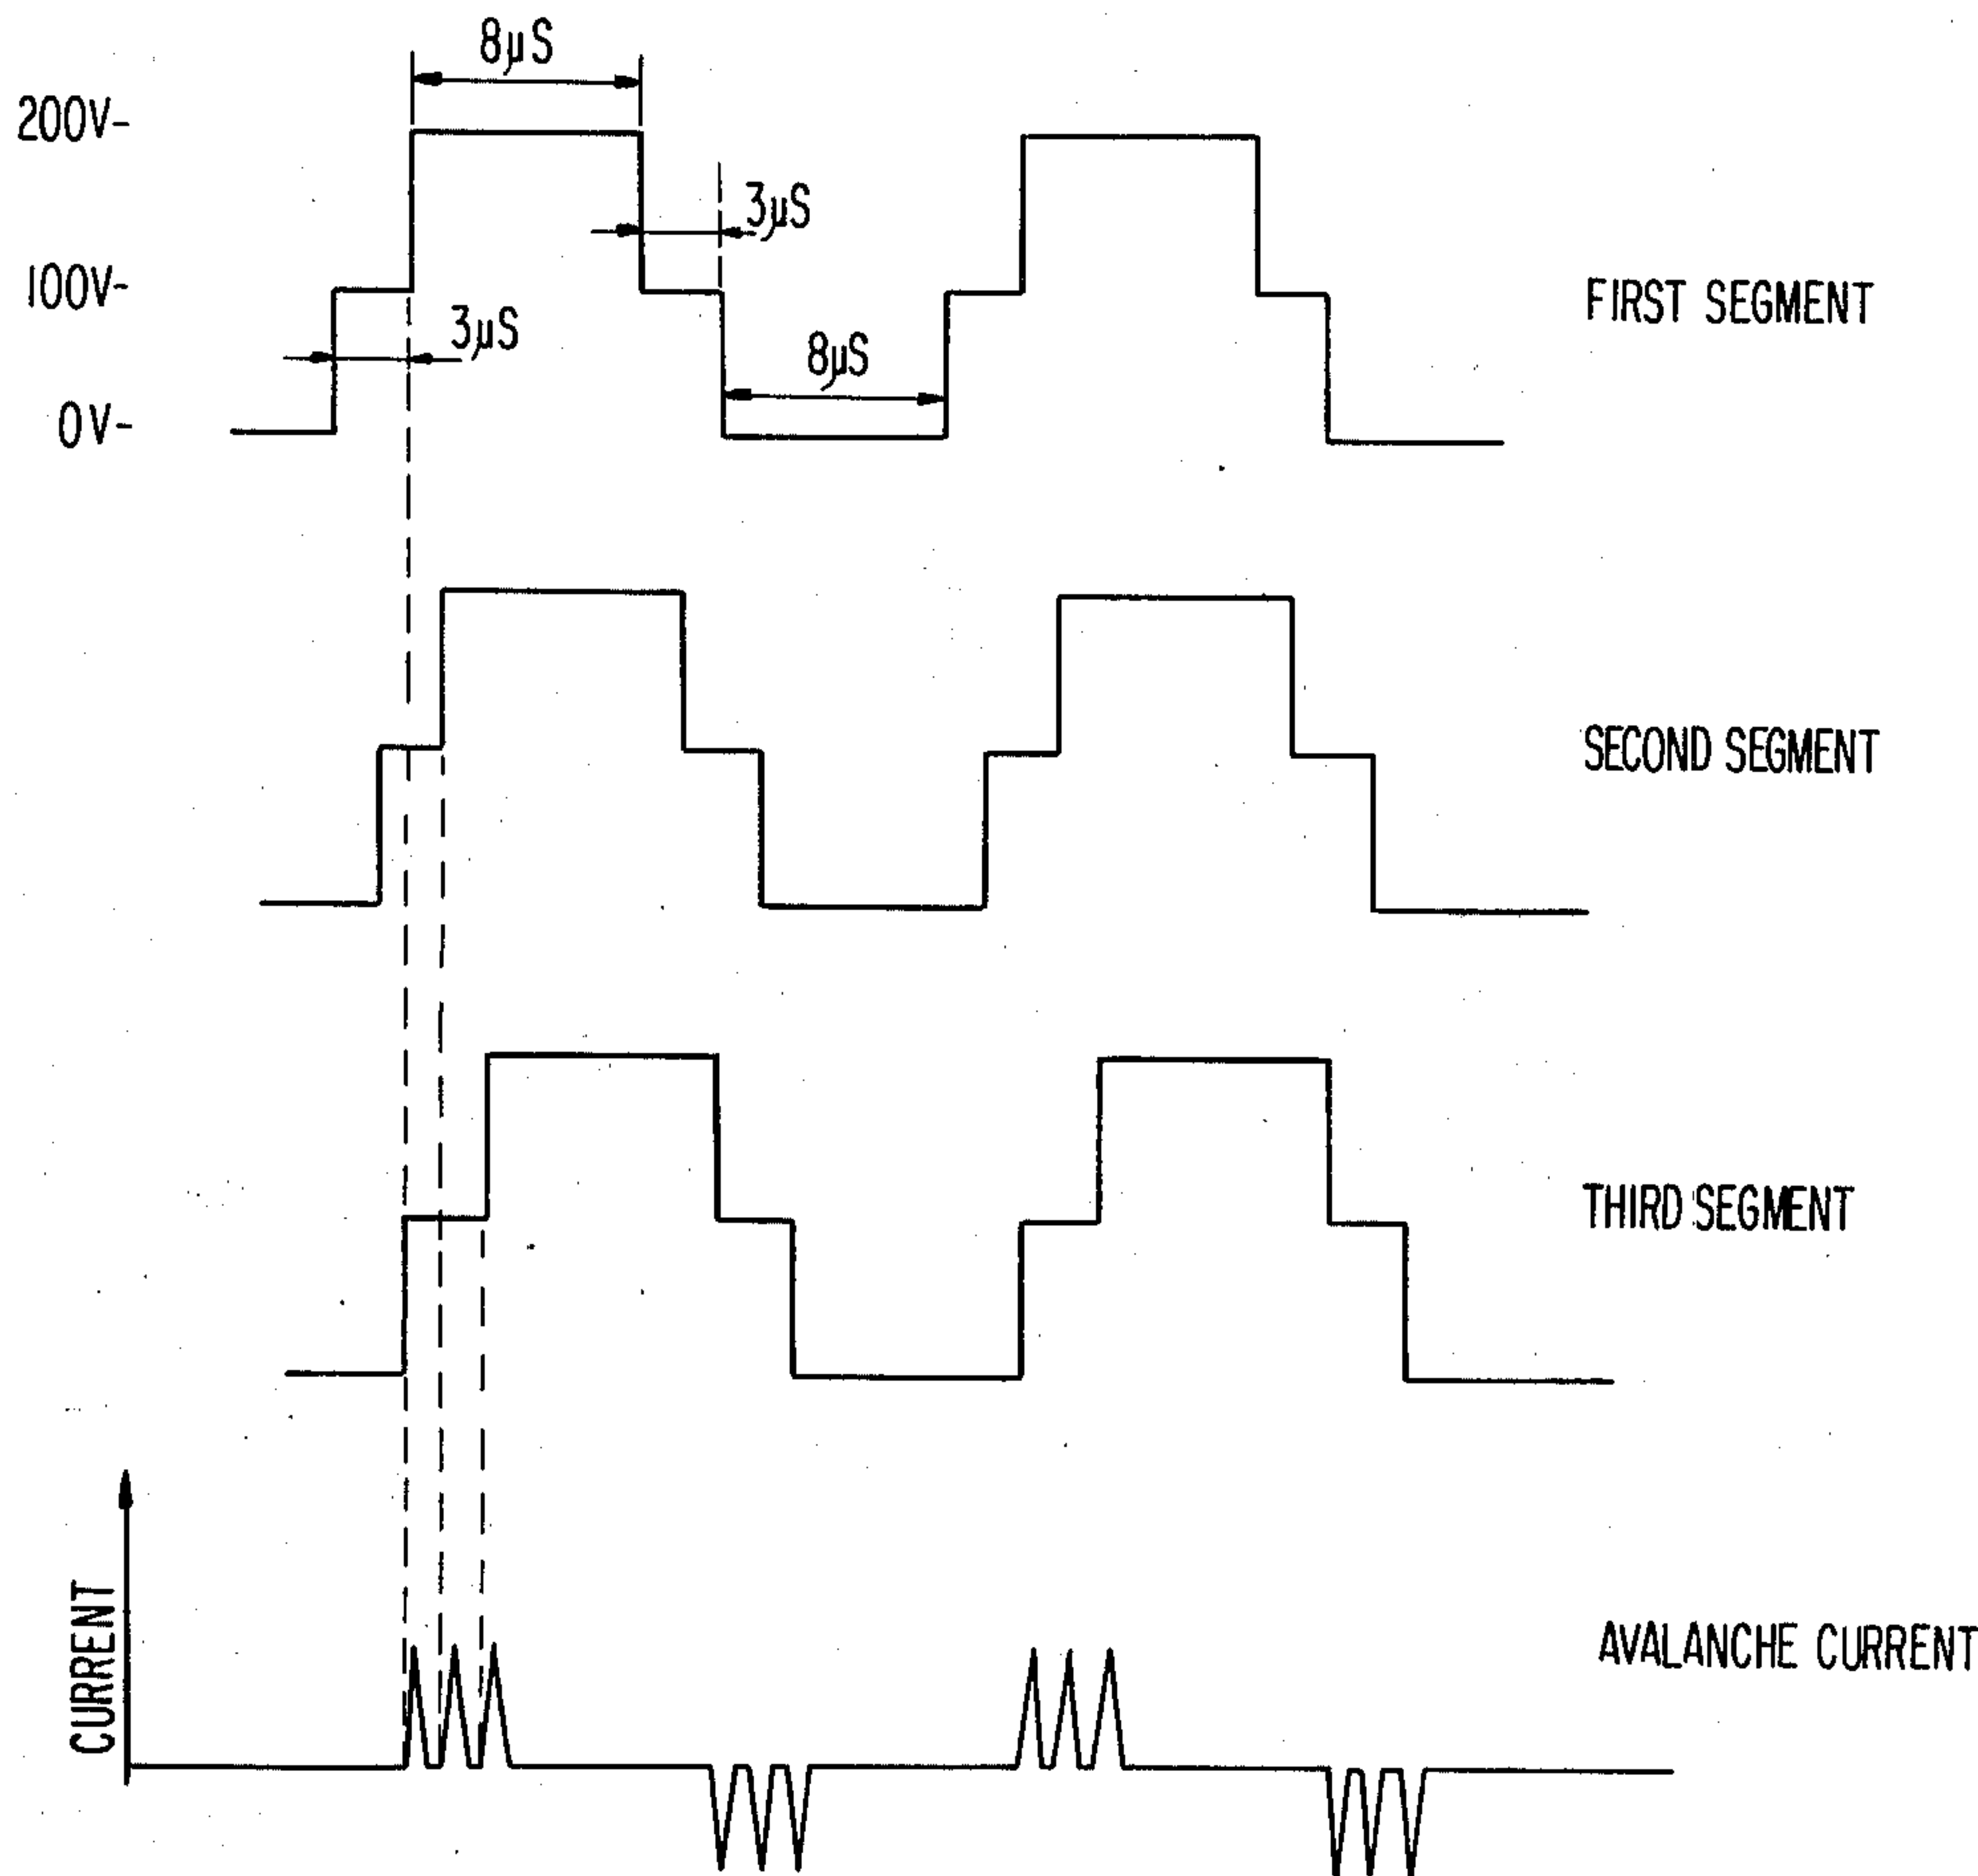 8µS
200V-
3µS
100V-
FIRST SEGMENT
3µS
8µS
0V-
SECOND SEGMENT
THIRD SEGMENT
CURRENT
AVALANCHE CURRENT